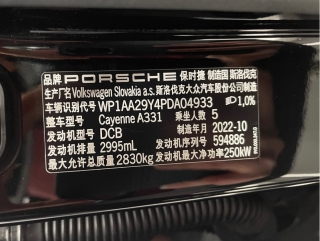 品牌 PORSCHE 保时捷 制造国 斯洛伐克
生产厂名 Volkswagen Slovakia a.s. 斯洛伐克大众汽车股份公司制造
车辆识别代号 WP1AA29Y4PDA04933 1,0%
整车型号 Cayenne A331 乘坐人数 5
发动机型号 DCB 制造年月 2022-10
发动机排量 2995mL 发动机序列号 594886
最大允许总质量 2830kg 发动机最大净功率 250kW